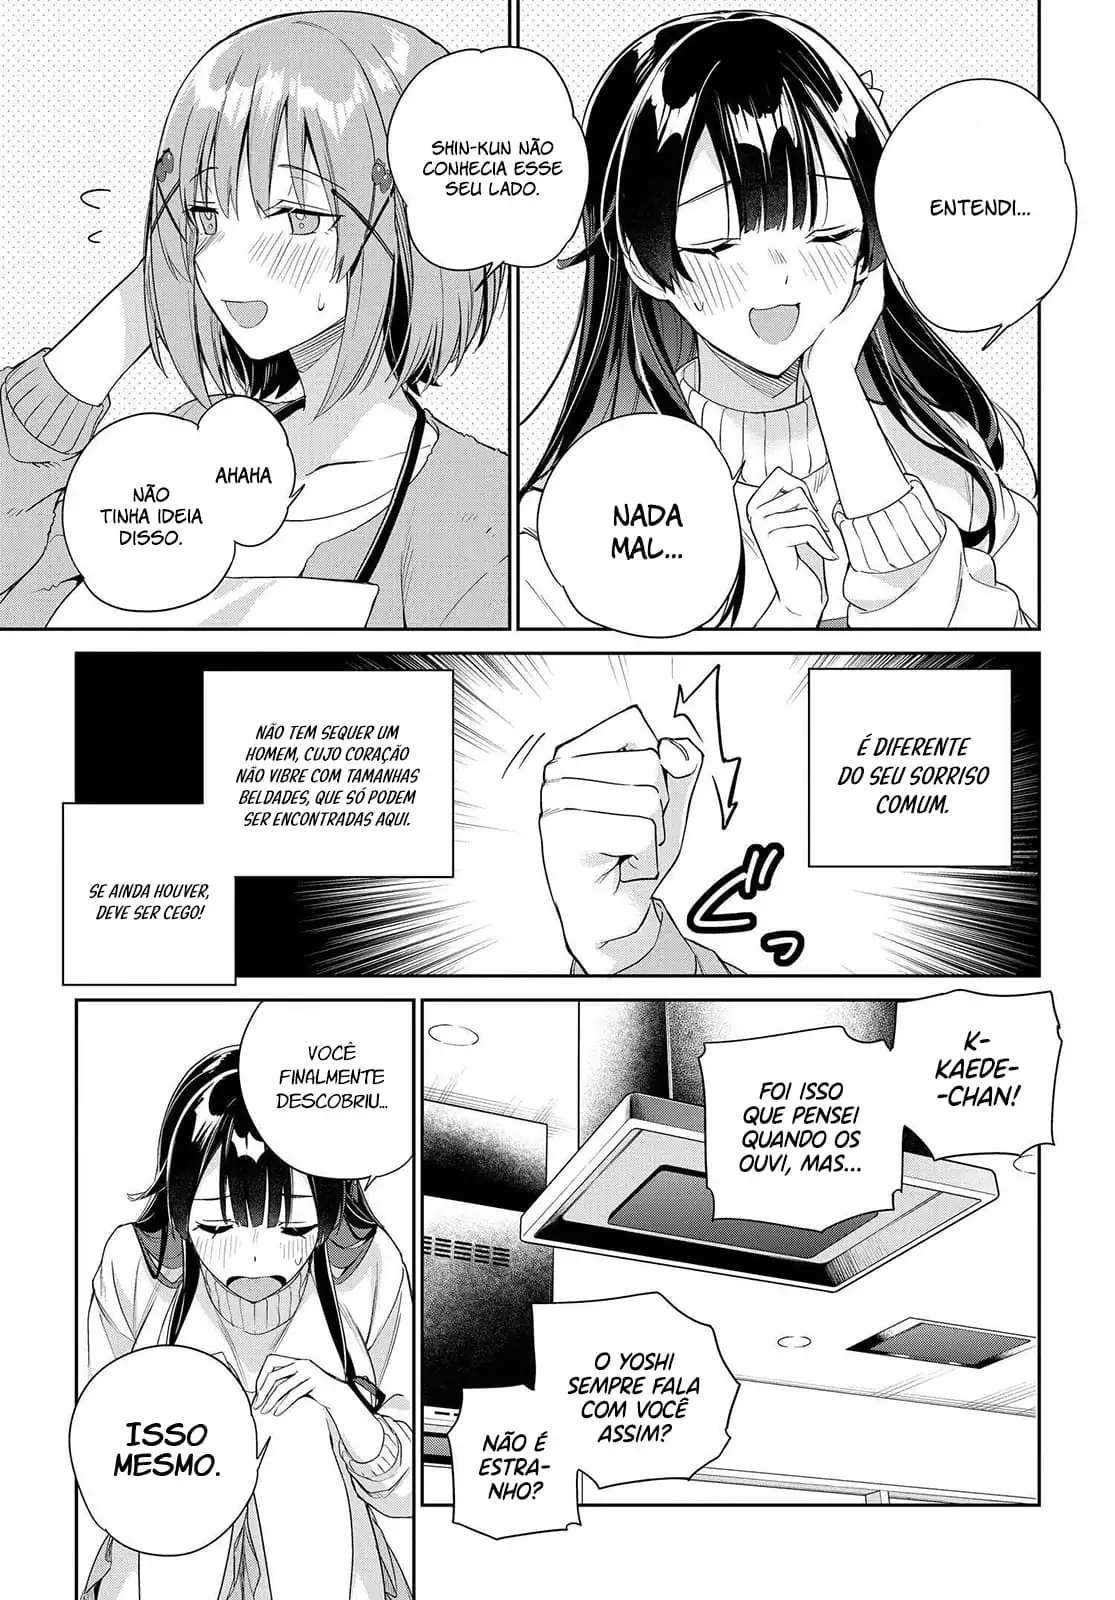 ENTENDI...
NADA
MAL...
SHIN-KUN NÃO
CONHECIA ESSE
SEU LADO.
AHAHA
NÃO
TINHA IDEIA
DISSO.
É DIFERENTE
DO SEU SORRISO
COMUM.
グッ
NÃO TEM SEQUER UM
HOMEM, CUJO CORAÇÃO
NÃO VIBRE COM TAMANHAS
BELDADES, QUE SÓ PODEM
SER ENCONTRADAS AQUI.
SE AINDA HOUVER,
DEVE SER CEGO!
K-
KAEDE-
-CHAN!
FOI ISSO
QUE PENSEI
QUANDO OS
OUVI, MAS...
O YOSHI
SEMPRE FALA
COM VOCÊ
ASSIM?
NÃO É
ESTRA-
NHO?
VOCÊ
FINALMENTE
DESCOBRIU...
ISSO
MESMO.